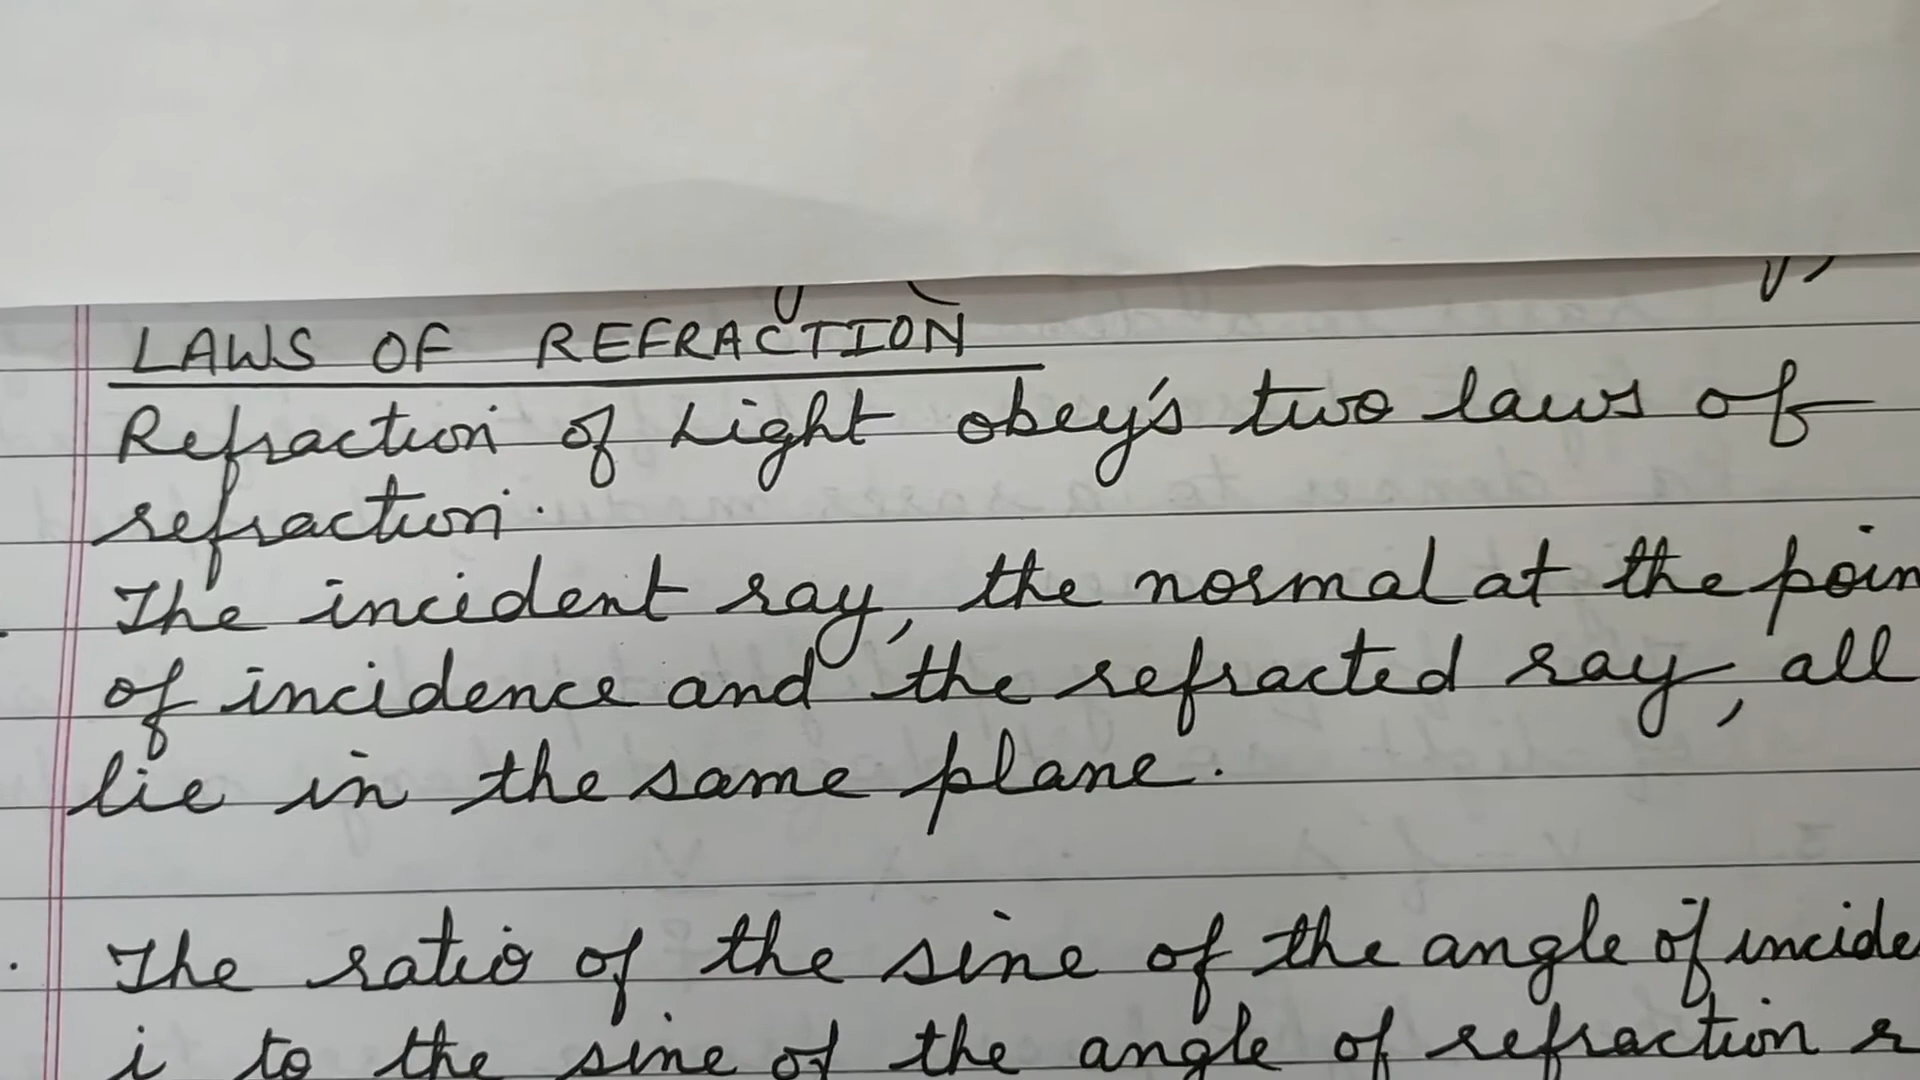 LAWS OF REFRACTION
Refraction of Light obey's two laws of
refraction.
The incident ray, the normal at the poin
of incidence and the refracted ray, all
lie in the same plane.
The ratio of the sine of the angle of incide
i to the sine of the angle of refraction r